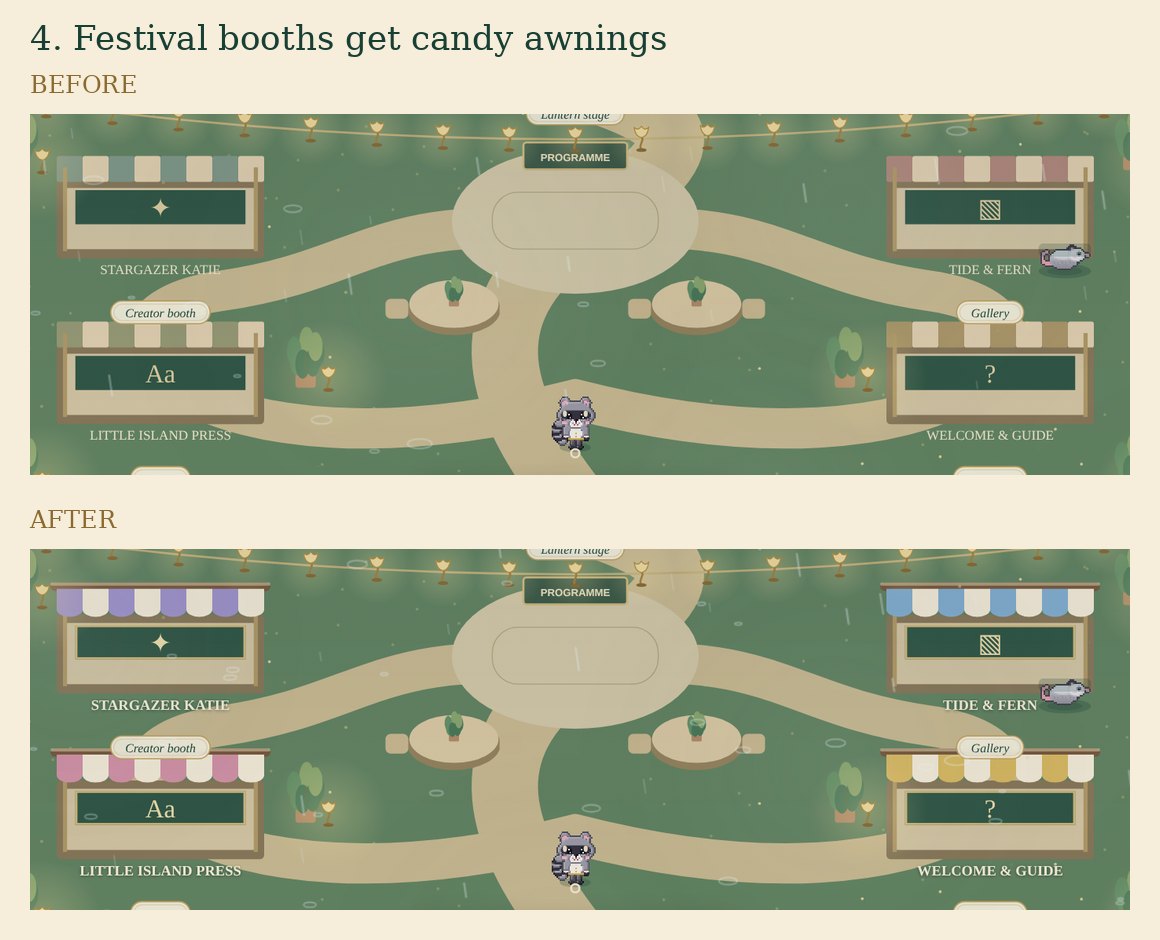 4. Festival booths get candy awnings
BEFORE
Lantern stage
PROGRAMME
STARGAZER KATIE
TIDE & FERN
Creator booth
Gallery
Aa
?
LITTLE ISLAND PRESS
WELCOME & GUIDE
AFTER
Lantern stage
PROGRAMME
STARGAZER KATIE
TIDE & FERN
Creator booth
Gallery
Aa
?
LITTLE ISLAND PRESS
WELCOME & GUIDE